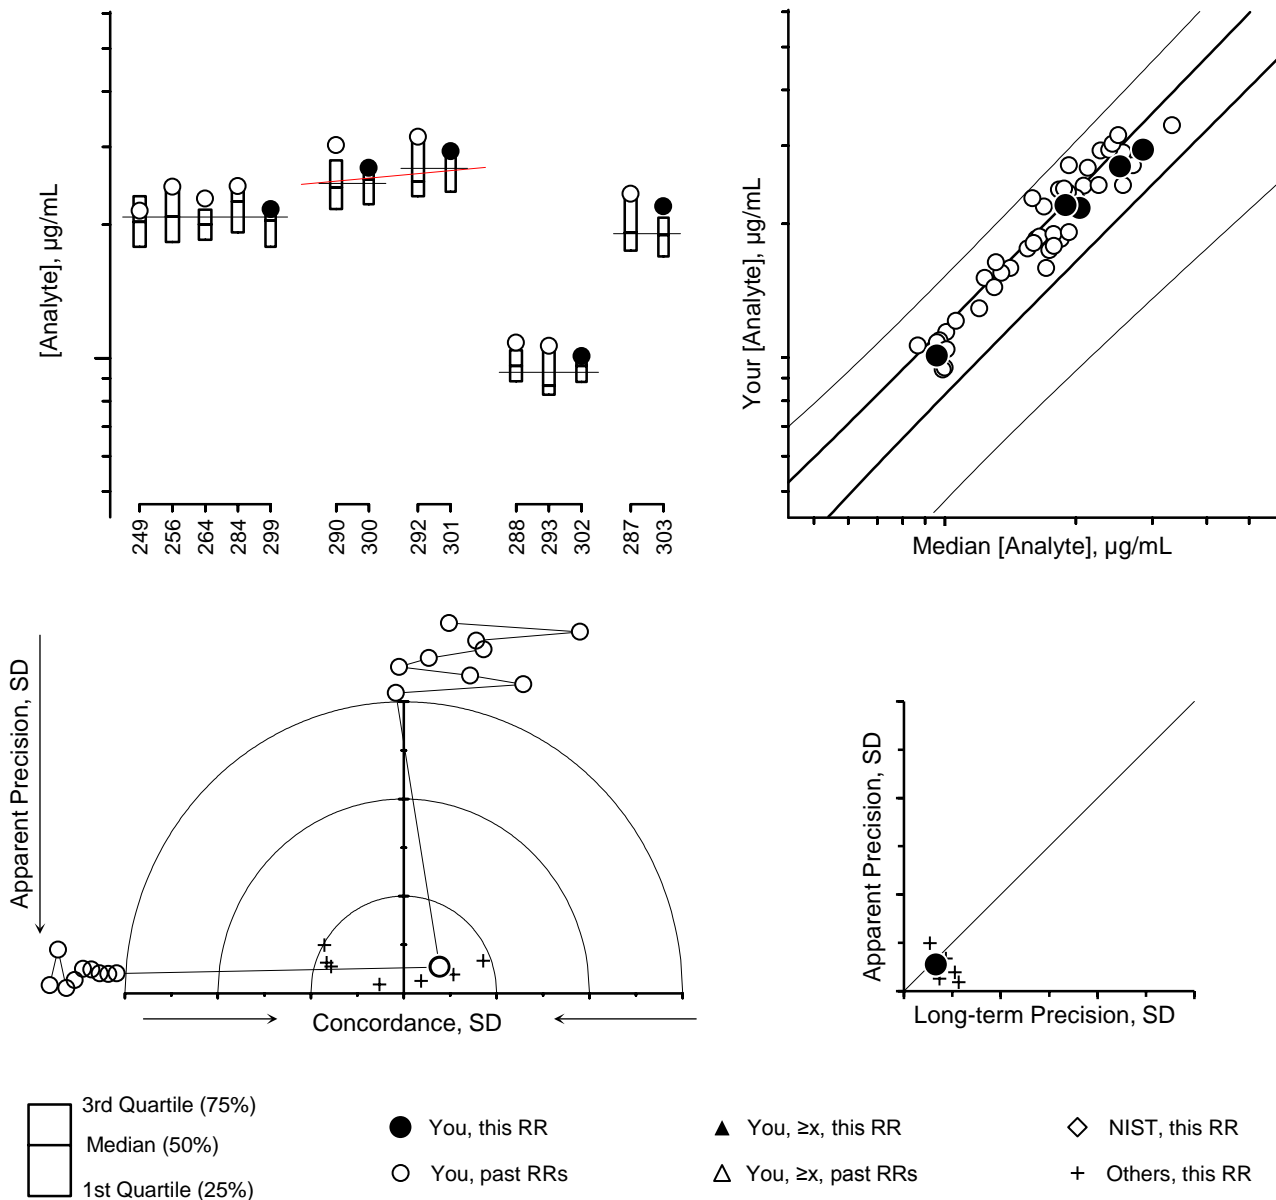 [Analyte], µg/mL
249
256
264
284
299
290
300
292
301
288
293
302
287
303
Your [Analyte], µg/mL
Median [Analyte], µg/mL
Apparent Precision, SD
Concordance, SD
Apparent Precision, SD
Long-term Precision, SD
3rd Quartile (75%)
Median (50%)
1st Quartile (25%)
You, this RR
You, past RRs
You, ≥x, this RR
You, ≥x, past RRs
NIST, this RR
Others, this RR